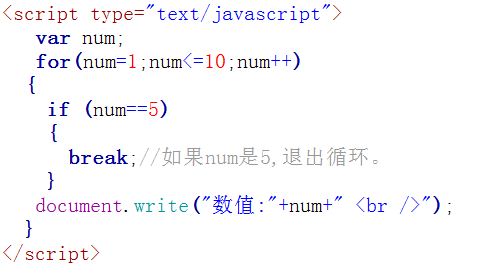 <script type="text/javascript">
var num;
for(num=1;num<=10;num++)
{
if (num==5)
{
break;//如果num是5,退出循环。
}
document.write("数值:"+num+" <br />");
}
</script>